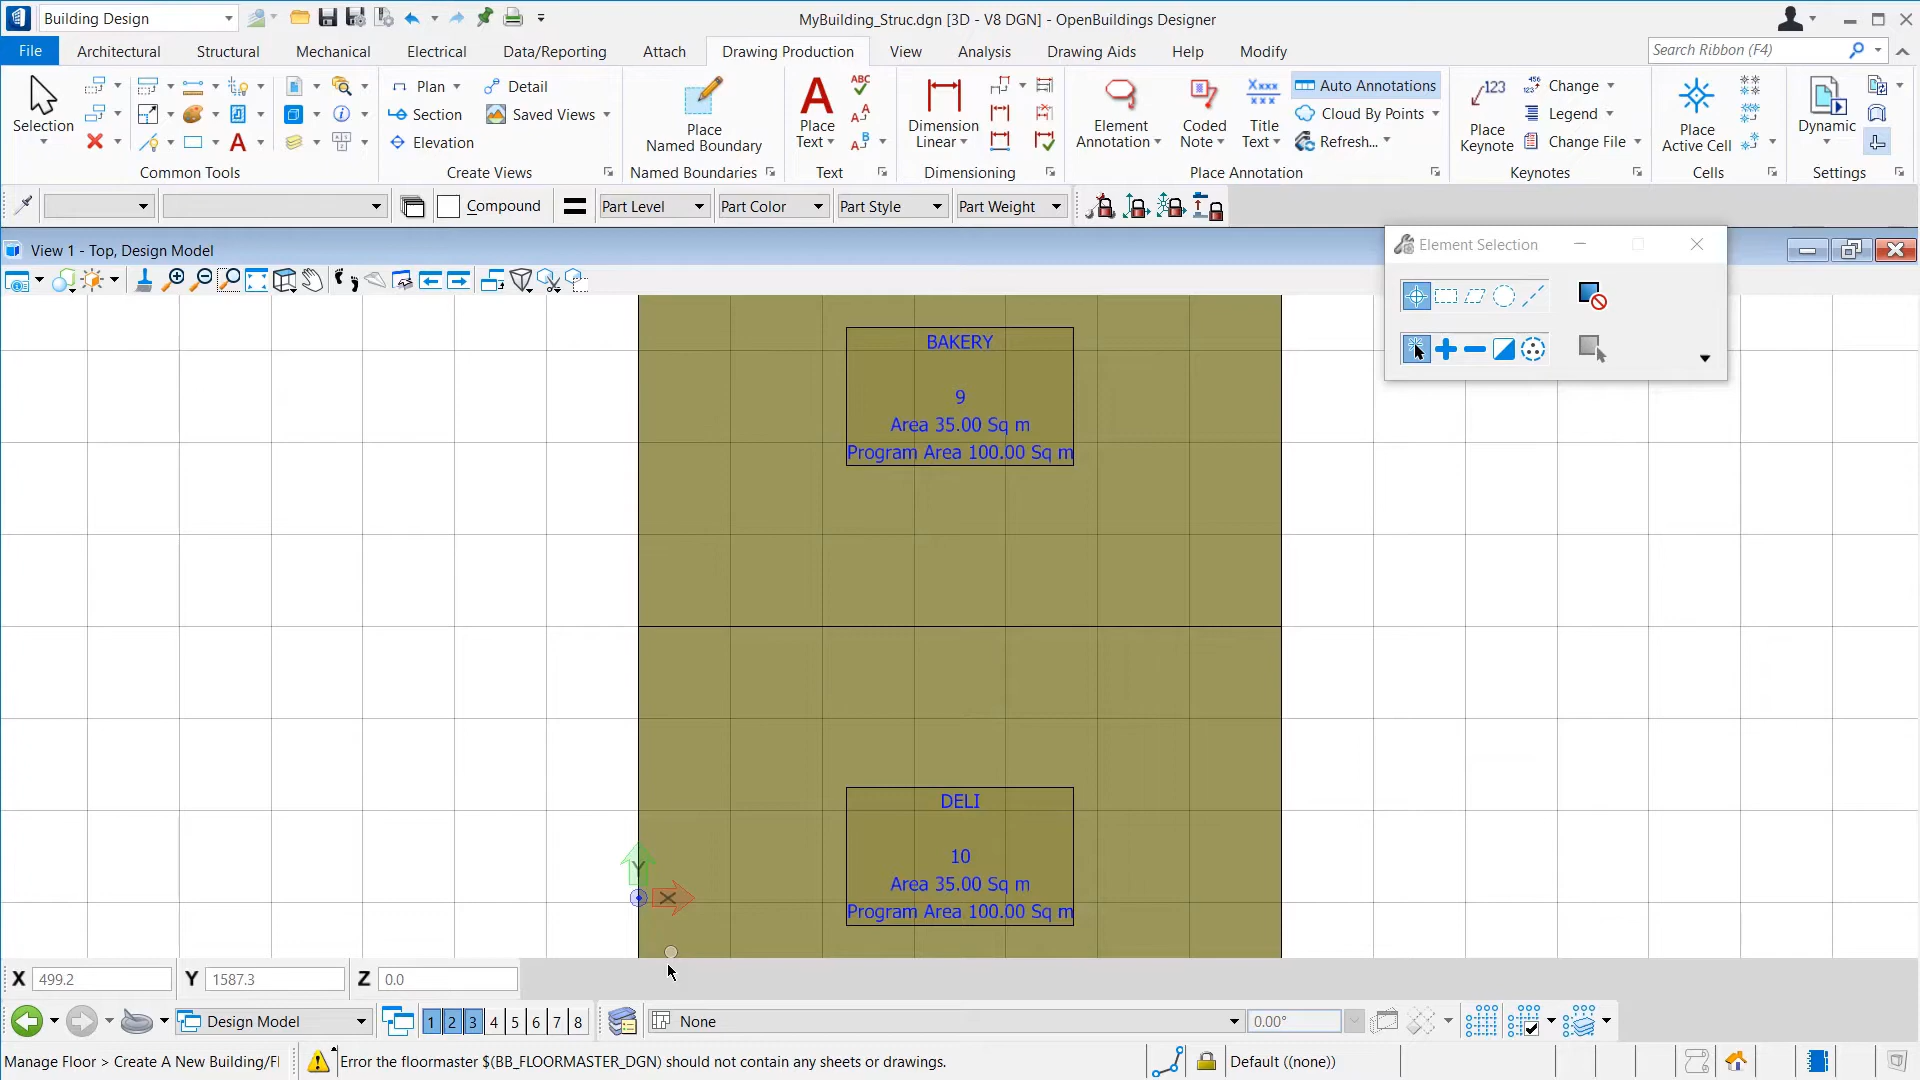 Building Design
MyBuilding_Struc.dgn [3D - V8 DGN] - OpenBuildings Designer
File Architectural Structural Mechanical Electrical Data/Reporting Attach Drawing Production View Analysis Drawing Aids Help Modify
Search Ribbon (F4)
Selection
Common Tools
Plan
Section
Elevation
Detail
Saved Views
Create Views
Place
Named Boundary
Named Boundaries
Place
Text
ABC
Text
Dimension
Linear
Dimensioning
Element
Annotation
Coded
Note
Title
Text
Auto Annotations
Cloud By Points
Refresh...
Place Annotation
Place
Keynote
Change
Legend
Change File
Keynotes
Place
Active Cell
Cells
Dynamic
Settings
Compound
Part Level
Part Color
Part Style
Part Weight
View 1 - Top, Design Model
Element Selection
BAKERY
9
Area 35.00 Sq m
Program Area 100.00 Sq m
DELI
10
Area 35.00 Sq m
Program Area 100.00 Sq m
Y
X
X 499.2 Y 1587.3 Z 0.0
Design Model 1 2 3 4 5 6 7 8 None 0.00°
Manage Floor > Create A New Building/Fl
Error the floormaster $(BB_FLOORMASTER_DGN) should not contain any sheets or drawings.
Default ((none))